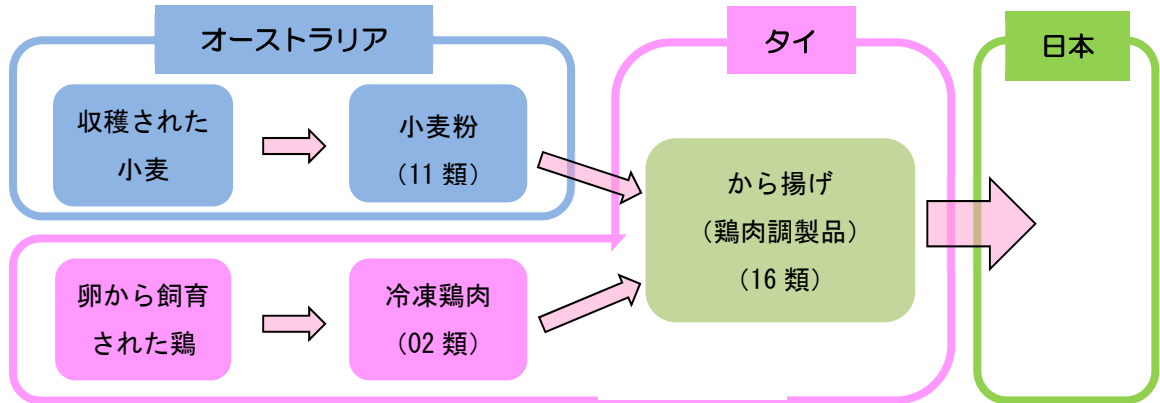 オーストラリア
タイ
日本
収穫された
小麦
小麦粉
（11 類）
から揚げ
（鶏肉調製品）
（16 類）
卵から飼育
された鶏
冷凍鶏肉
（02 類）